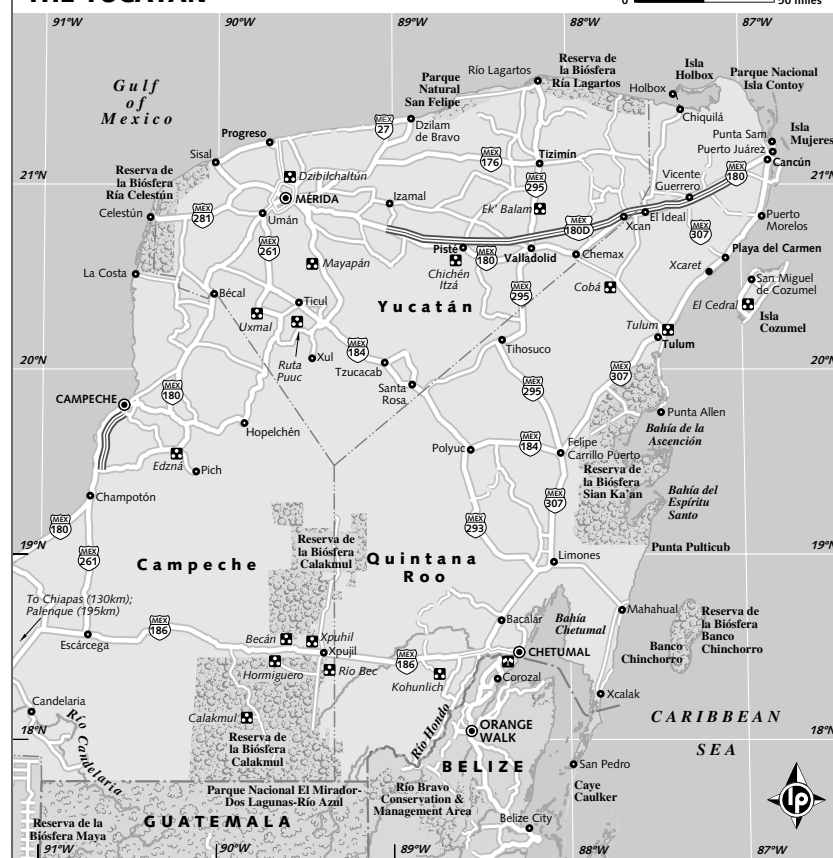 THE YUCATÁN
0 50 miles
91°W
90°W
89°W
88°W
87°W
Gulf
of
Mexico
Río Lagartos
Reserva de
la Biósfera
Ría Lagartos
Isla
Holbox
Parque Nacional
Isla Contoy
Parque
Natural
San Felipe
Holbox
Chiquilá
Progreso
MEX
27
Dzilam
de Bravo
Punta Sam
Puerto Juárez
Isla
Mujeres
Sisal
MEX
176
Tizimín
Cancún
Dzibilchaltún
21°N
21°N
Reserva de
la Biósfera
Ría Celestún
MÉRIDA
Izamal
MEX
295
Vicente
Guerrero
MEX
180
Ek' Balam
Celestún
MEX
281
Umán
MEX
180D
Xcan
El Ideal
MEX
307
Puerto
Morelos
MEX
261
Pisté
MEX
180
Valladolid
Chemax
Playa del Carmen
La Costa
Mayapán
Chichén
Itzá
Xcaret
San Miguel
de Cozumel
Bécal
Ticul
Yucatán
MEX
295
Cobá
El Cedral
Isla
Cozumel
Uxmal
Tulum
Tulum
Ruta
Puuc
Xul
MEX
184
Tihosuco
20°N
20°N
Tzucacab
MEX
180
Santa
Rosa
MEX
295
MEX
307
CAMPECHE
Punta Allen
Hopelchén
Bahía de la
Ascención
Polyuc
MEX
184
Felipe
Carrillo Puerto
Edzná
Pich
Reserva de
la Biósfera
Sian Ka'an
Champotón
Bahía del
Espíritu
Santo
MEX
307
MEX
180
MEX
293
Reserva de
la Biósfera
Calakmul
Punta Pulticub
19°N
19°N
MEX
261
Campeche
Quintana
Roo
Limones
To Chiapas (130km);
Palenque (195km)
Mahahual
Reserva de
la Biósfera
Banco
Chinchorro
MEX
186
Bacalar
Bahía
Chetumal
Escárcega
Becán
Xpuhil
Xpujil
MEX
186
CHETUMAL
Banco
Chinchorro
Hormiguero
Río Bec
Kohunlich
Corozal
Xcalak
Candelaria
Calakmul
Río Hondo
CARIBBEAN
SEA
Río Candelaria
18°N
18°N
ORANGE
WALK
Reserva de
la Biósfera
Calakmul
BELIZE
San Pedro
Parque Nacional El Mirador-
Dos Lagunas-Río Azul
Río Bravo
Conservation &
Management Area
Caye
Caulker
lp
GUATEMALA
Reserva de la
Biósfera Maya
Belize City
91°W
90°W
89°W
88°W
87°W